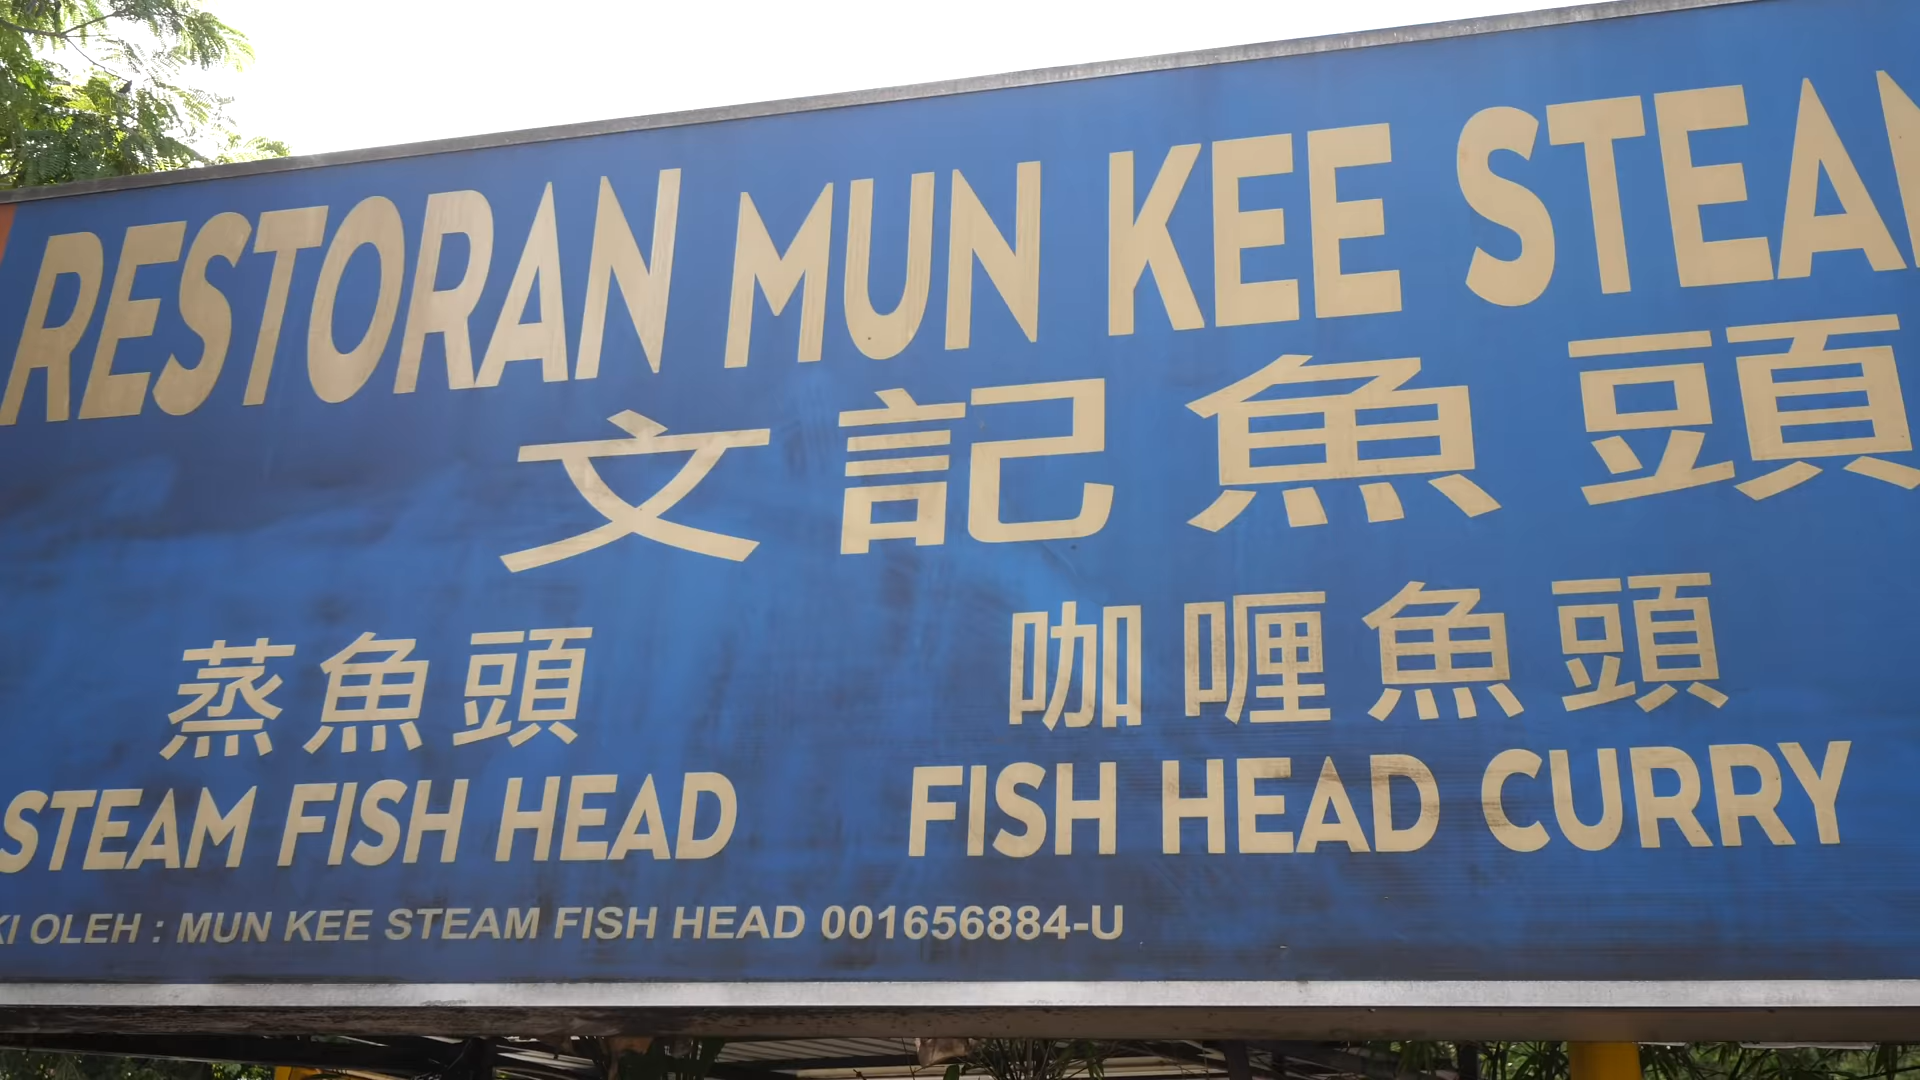 RESTORAN MUN KEE STEA
文記魚頭
蒸魚頭 咖喱魚頭
STEAM FISH HEAD FISH HEAD CURRY
KI OLEH : MUN KEE STEAM FISH HEAD 001656884-U